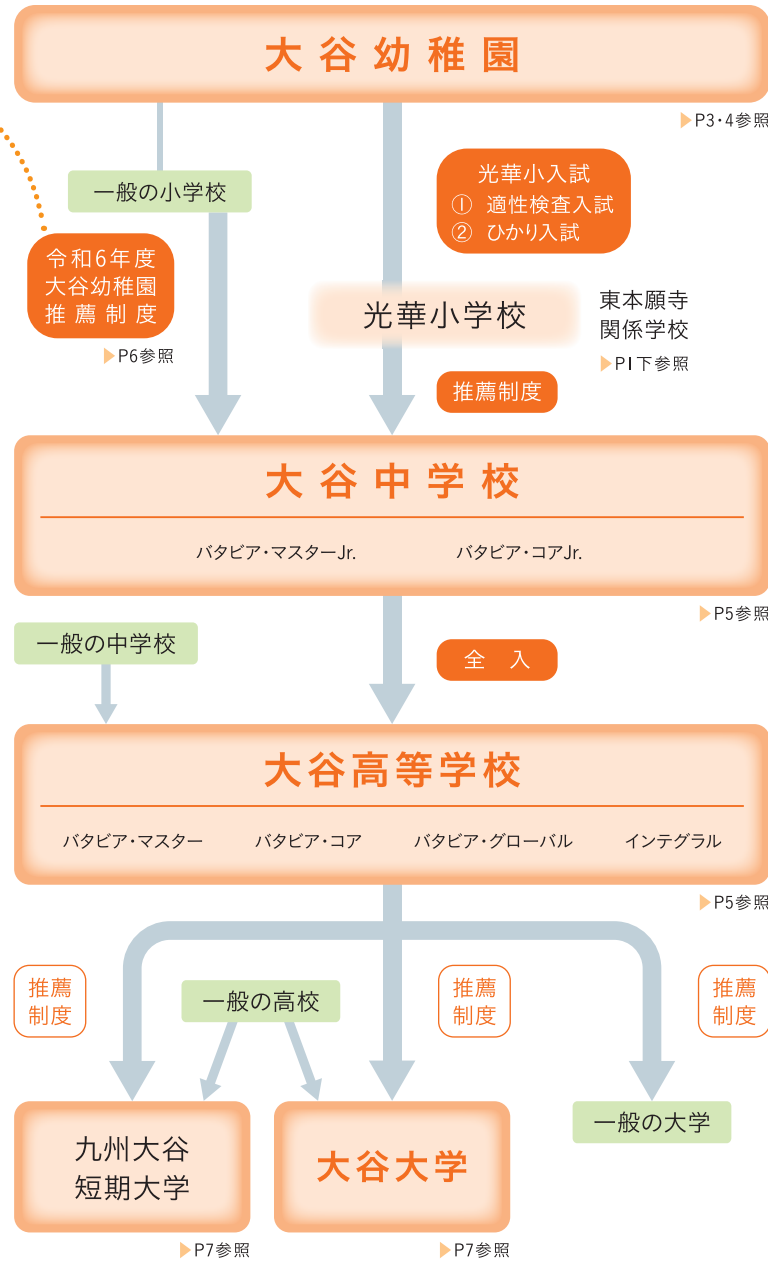 大谷幼稚園
▶P3・4参照
一般の小学校
光華小入試
① 適性検査入試
② ひかり入試
令和6年度
大谷幼稚園
推薦制度
▶P6参照
光華小学校
東本願寺
関係学校
▶P1下参照
推薦制度
大谷中学校
バタビア・マスターJr.
バタビア・コアJr.
▶P5参照
一般の中学校
全 入
大谷高等学校
バタビア・マスター
バタビア・コア
バタビア・グローバル
インテグラル
▶P5参照
推薦
制度
一般の高校
推薦
制度
推薦
制度
九州大谷
短期大学
▶P7参照
大谷大学
▶P7参照
一般の大学